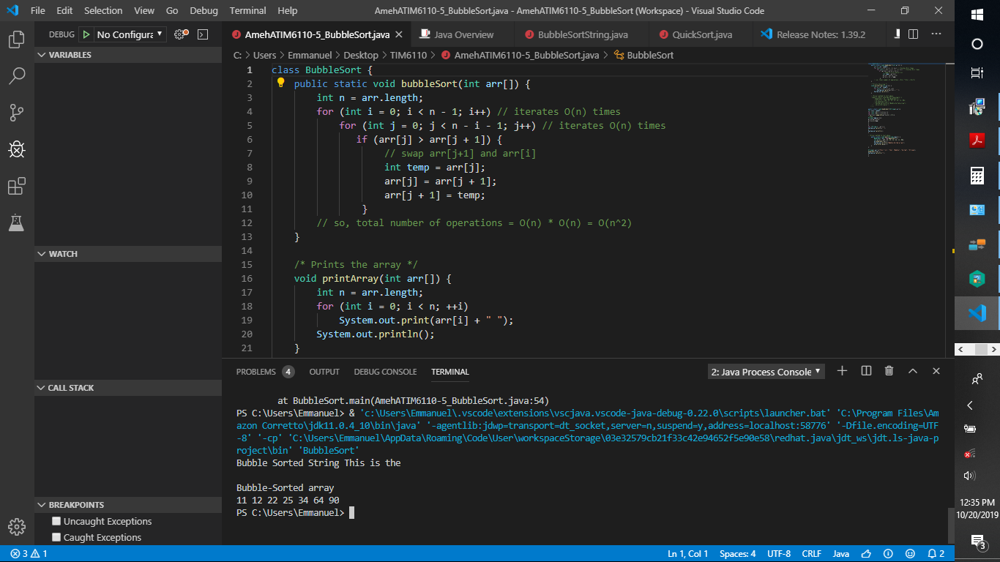 File Edit Selection View Go Debug Terminal Help AmehATIM6110-5_BubbleSort.java - AmehATIM6110-5_BubbleSort (Workspace) - Visual Studio Code
DEBUG No Configura
AmehATIM6110-5_BubbleSort.java Java Overview BubbleSortString.java QuickSort.java Release Notes: 1.39.2
C: > Users > Emmanuel > Desktop > TIM6110 > AmehATIM6110-5_BubbleSort.java > BubbleSort
VARIABLES
WATCH
CALL STACK
BREAKPOINTS
Uncaught Exceptions
Caught Exceptions
1 class BubbleSort {
2 public static void bubbleSort(int arr[]) {
3 int n = arr.length;
4 for (int i = 0; i < n - 1; i++) // iterates O(n) times
5 for (int j = 0; j < n - i - 1; j++) // iterates O(n) times
6 if (arr[j] > arr[j + 1]) {
7 // swap arr[j+1] and arr[i]
8 int temp = arr[j];
9 arr[j] = arr[j + 1];
10 arr[j + 1] = temp;
11 }
12 // so, total number of operations = O(n) * O(n) = O(n^2)
13 }
14
15 /* Prints the array */
16 void printArray(int arr[]) {
17 int n = arr.length;
18 for (int i = 0; i < n; ++i)
19 System.out.print(arr[i] + " ");
20 System.out.println();
21 }
PROBLEMS 4 OUTPUT DEBUG CONSOLE TERMINAL 2: Java Process Console
at BubbleSort.main(AmehATIM6110-5_BubbleSort.java:54)
PS C:\Users\Emmanuel> & 'c:\Users\Emmanuel\.vscode\extensions\vscjava.vscode-java-debug-0.22.0\scripts\launcher.bat' 'C:\Program Files\Am
azon Corretto\jdk11.0.4_10\bin\java' '-agentlib:jdwp=transport=dt_socket,server=n,suspend=y,address=localhost:58776' '-Dfile.encoding=UTF
-8' '-cp' 'C:\Users\Emmanuel\AppData\Roaming\Code\User\workspaceStorage\03e32579cb21f33c42e94652f5e90e58\redhat.java\jdt_ws\jdt.ls-java-p
roject\bin' 'BubbleSort'
Bubble Sorted String This is the
Bubble-Sorted array
11 12 22 25 34 64 90
PS C:\Users\Emmanuel>
3 1 Ln 1, Col 1 Spaces: 4 UTF-8 CRLF Java 2
12:35 PM
10/20/2019
3